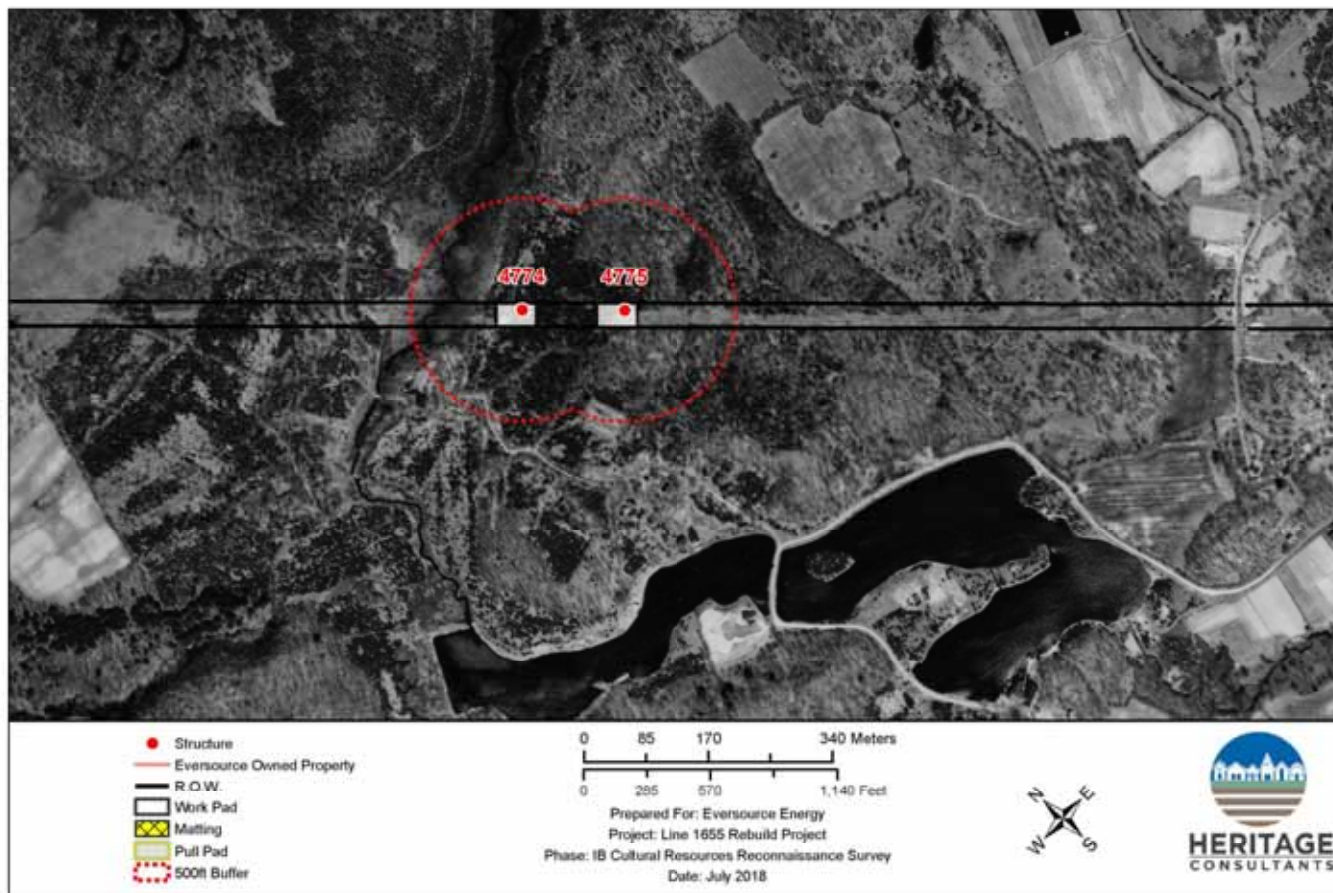 4774 4775
Structure
Eversource Owned Property
R.O.W.
Work Pad
Matting
Pull Pad
500ft Buffer
0 85 170 340 Meters
0 285 570 1,140 Feet
Prepared For: Eversource Energy
Project: Line 1655 Rebuild Project
Phase: IB Cultural Resources Reconnaissance Survey
Date: July 2018
N E
W S
HERITAGE
CONSULTANTS